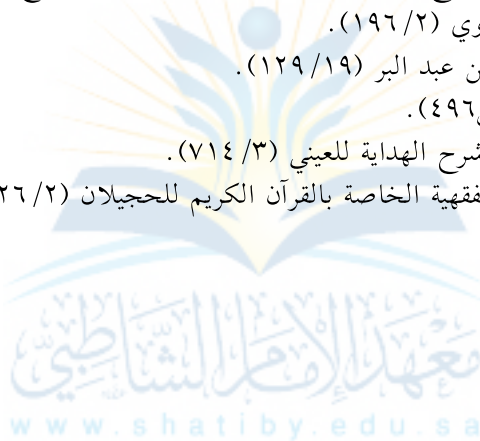 وي (٢/ ١٩٦).
ن عبد البر (١٩/ ١٢٩).
٤٩٦).
شرح الهداية للعيني (٣/ ٧١٤).
فقهية الخاصة بالقرآن الكريم للحجيلان (٢/ ٢٦
معهد الإمام الشاطبي
www.shatiby.edu.sa